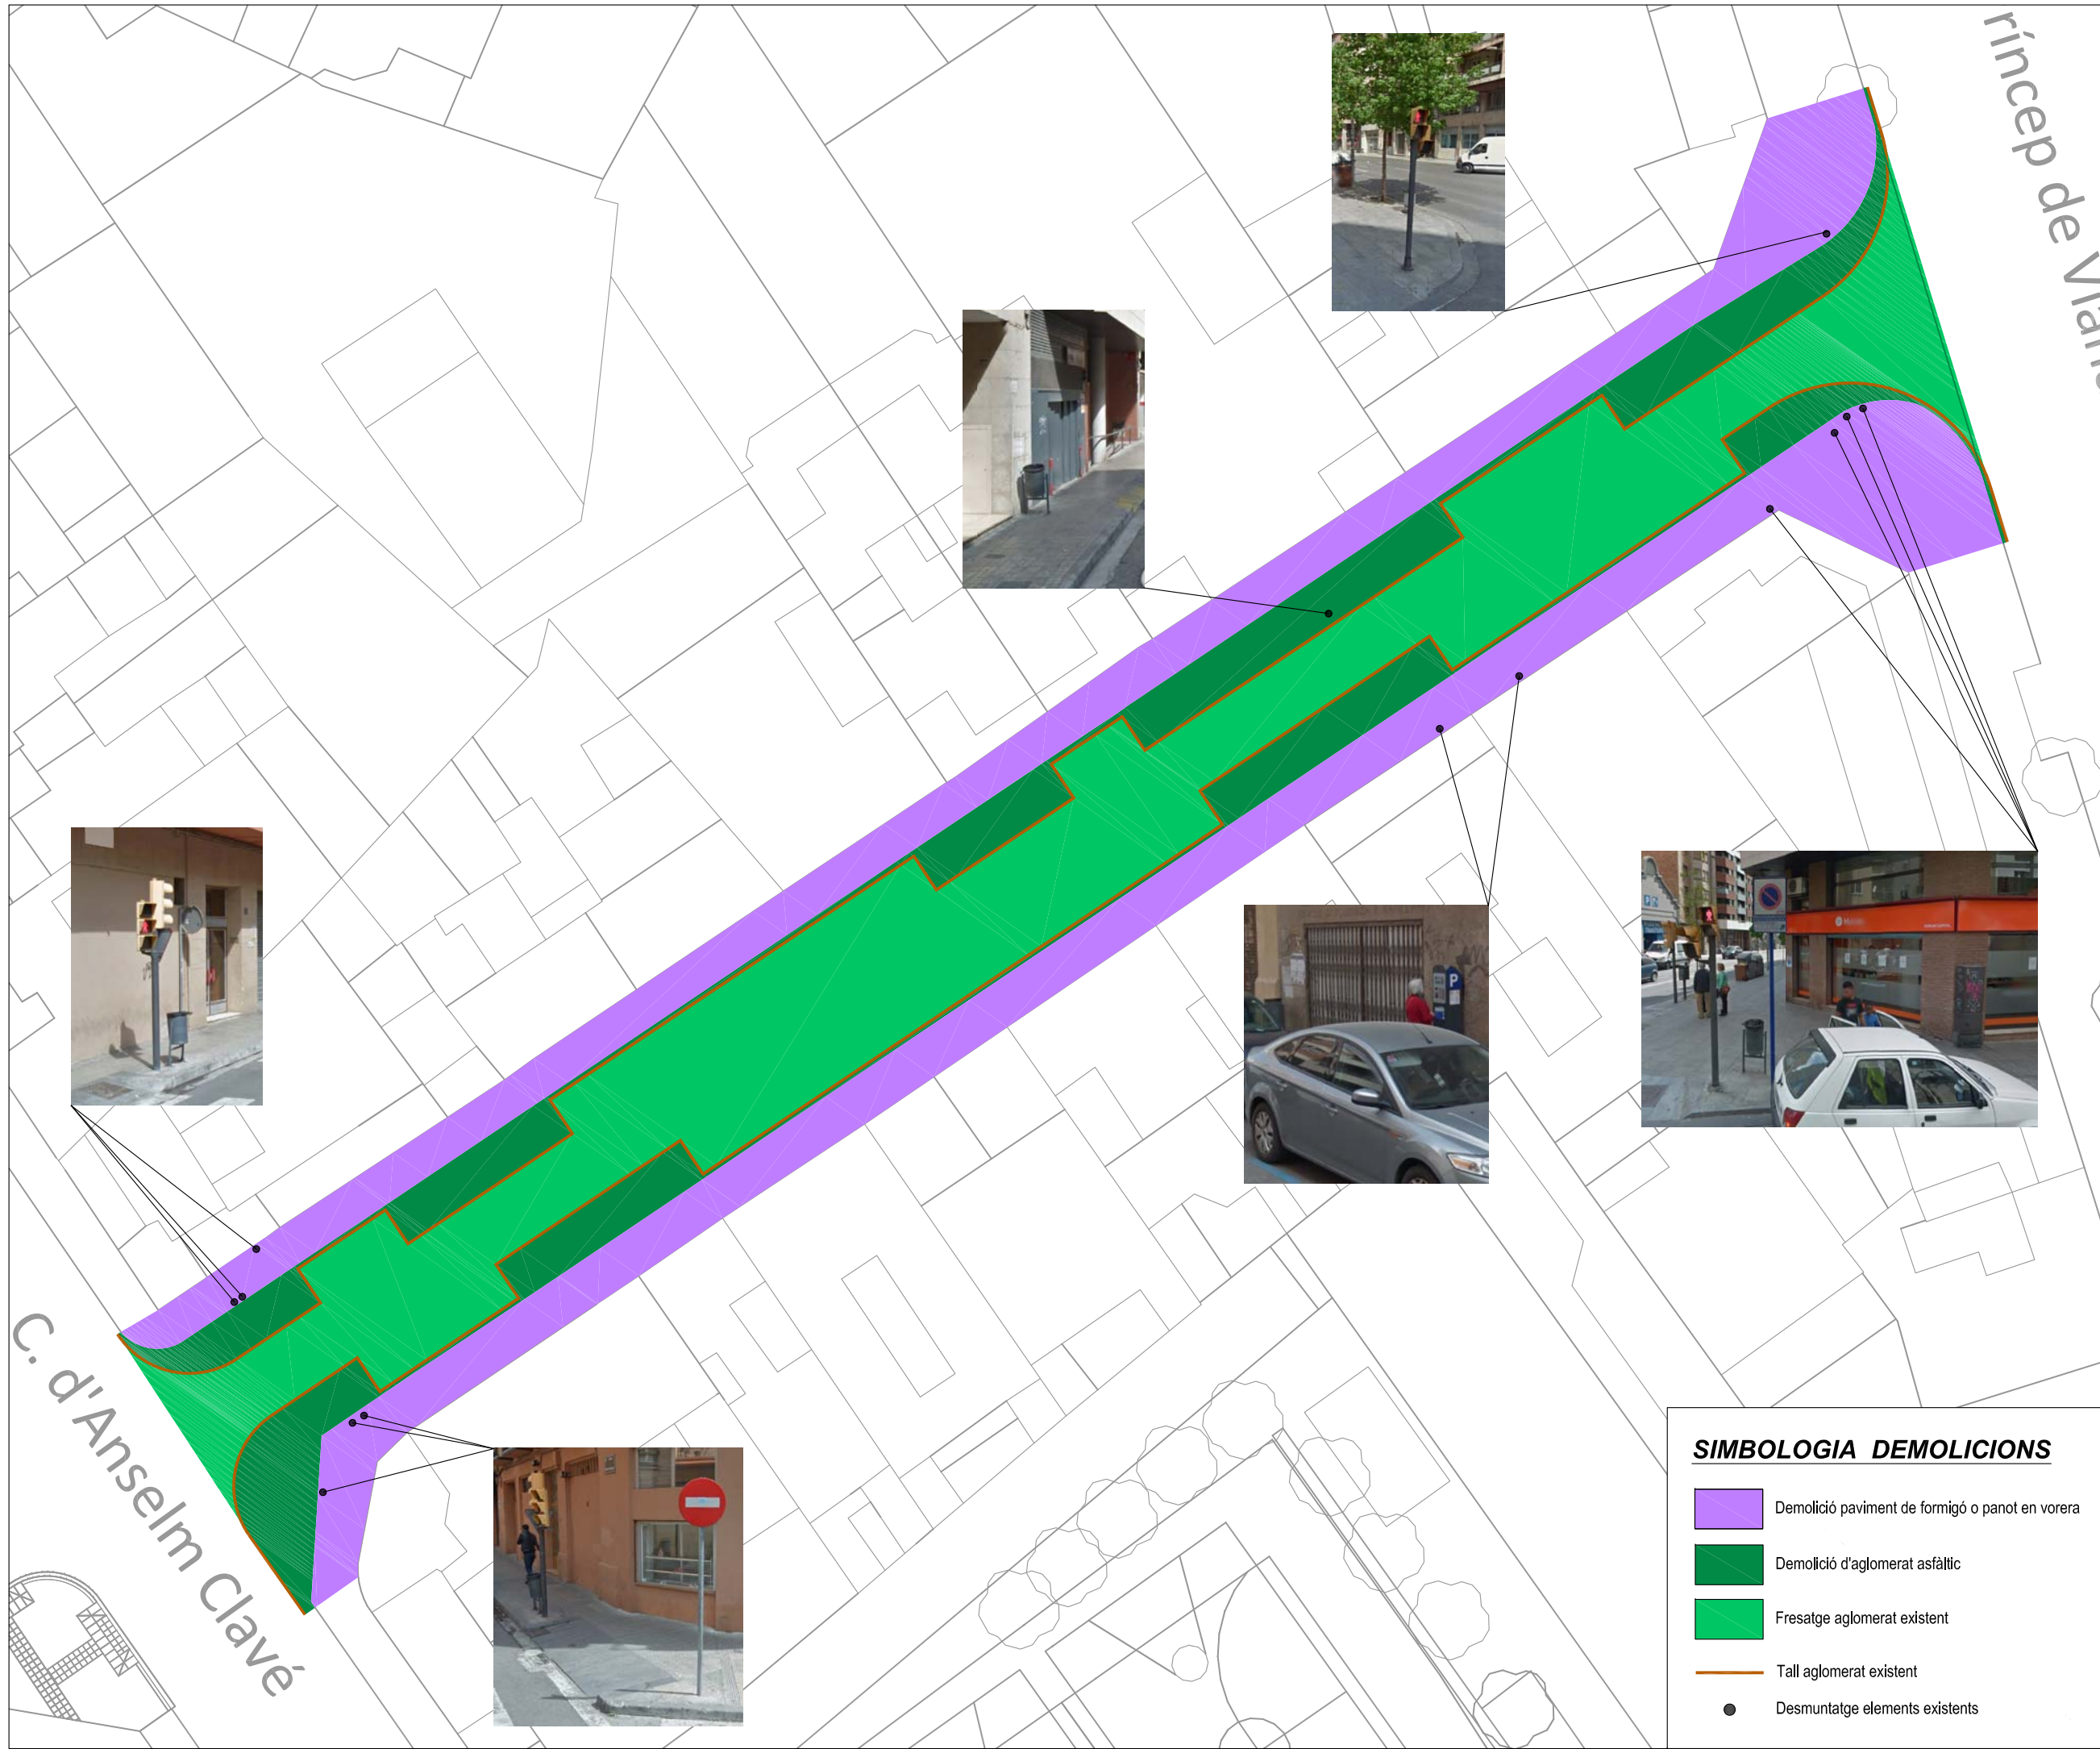 ríncep de Viana
C. d'Anselm Clavé
P
SIMBOLOGIA DEMOLICIONS
Demolició paviment de formigó o panot en vorera
Demolició d'aglomerat asfàltic
Fresatge aglomerat existent
Tall aglomerat existent
Desmuntatge elements existents